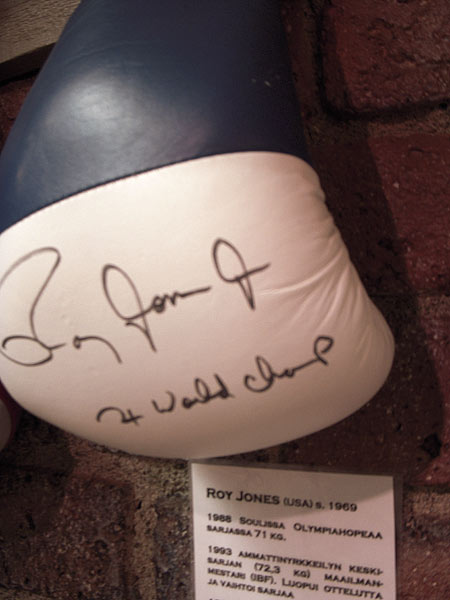 Roy Jones Jr
7x World Champ
ROY JONES (USA) s. 1969
1988 SOULISSA OLYMPIAHOPEAA
SARJASSA 71 KG.
1993 AMMATTINYRKKEILYN KESKI-
SARJAN (72,3 KG) MAAILMAN-
MESTARI (IBF). LUOPUI OTTELUTTA
JA VAIHTOI SARJAA